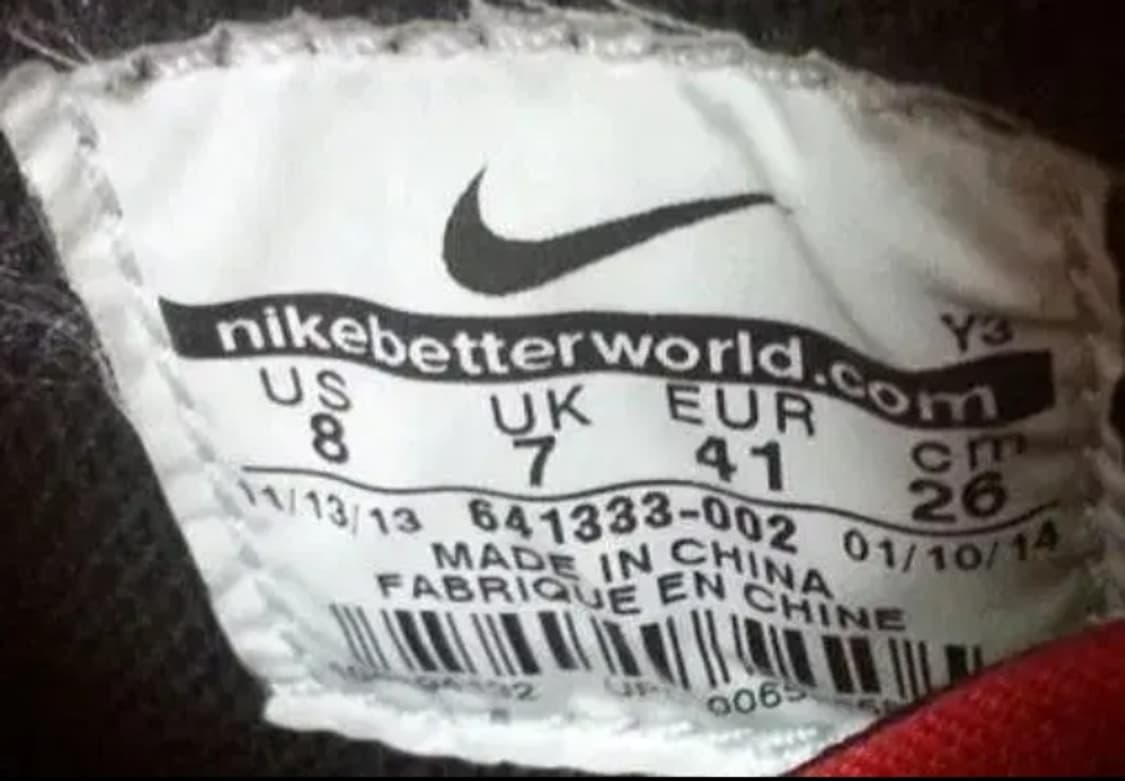 nikebetterworld.com
Y3
US UK EUR cm
8 7 41 26
11/13/13 641333-002 01/10/14
MADE IN CHINA
FABRIQUE EN CHINE